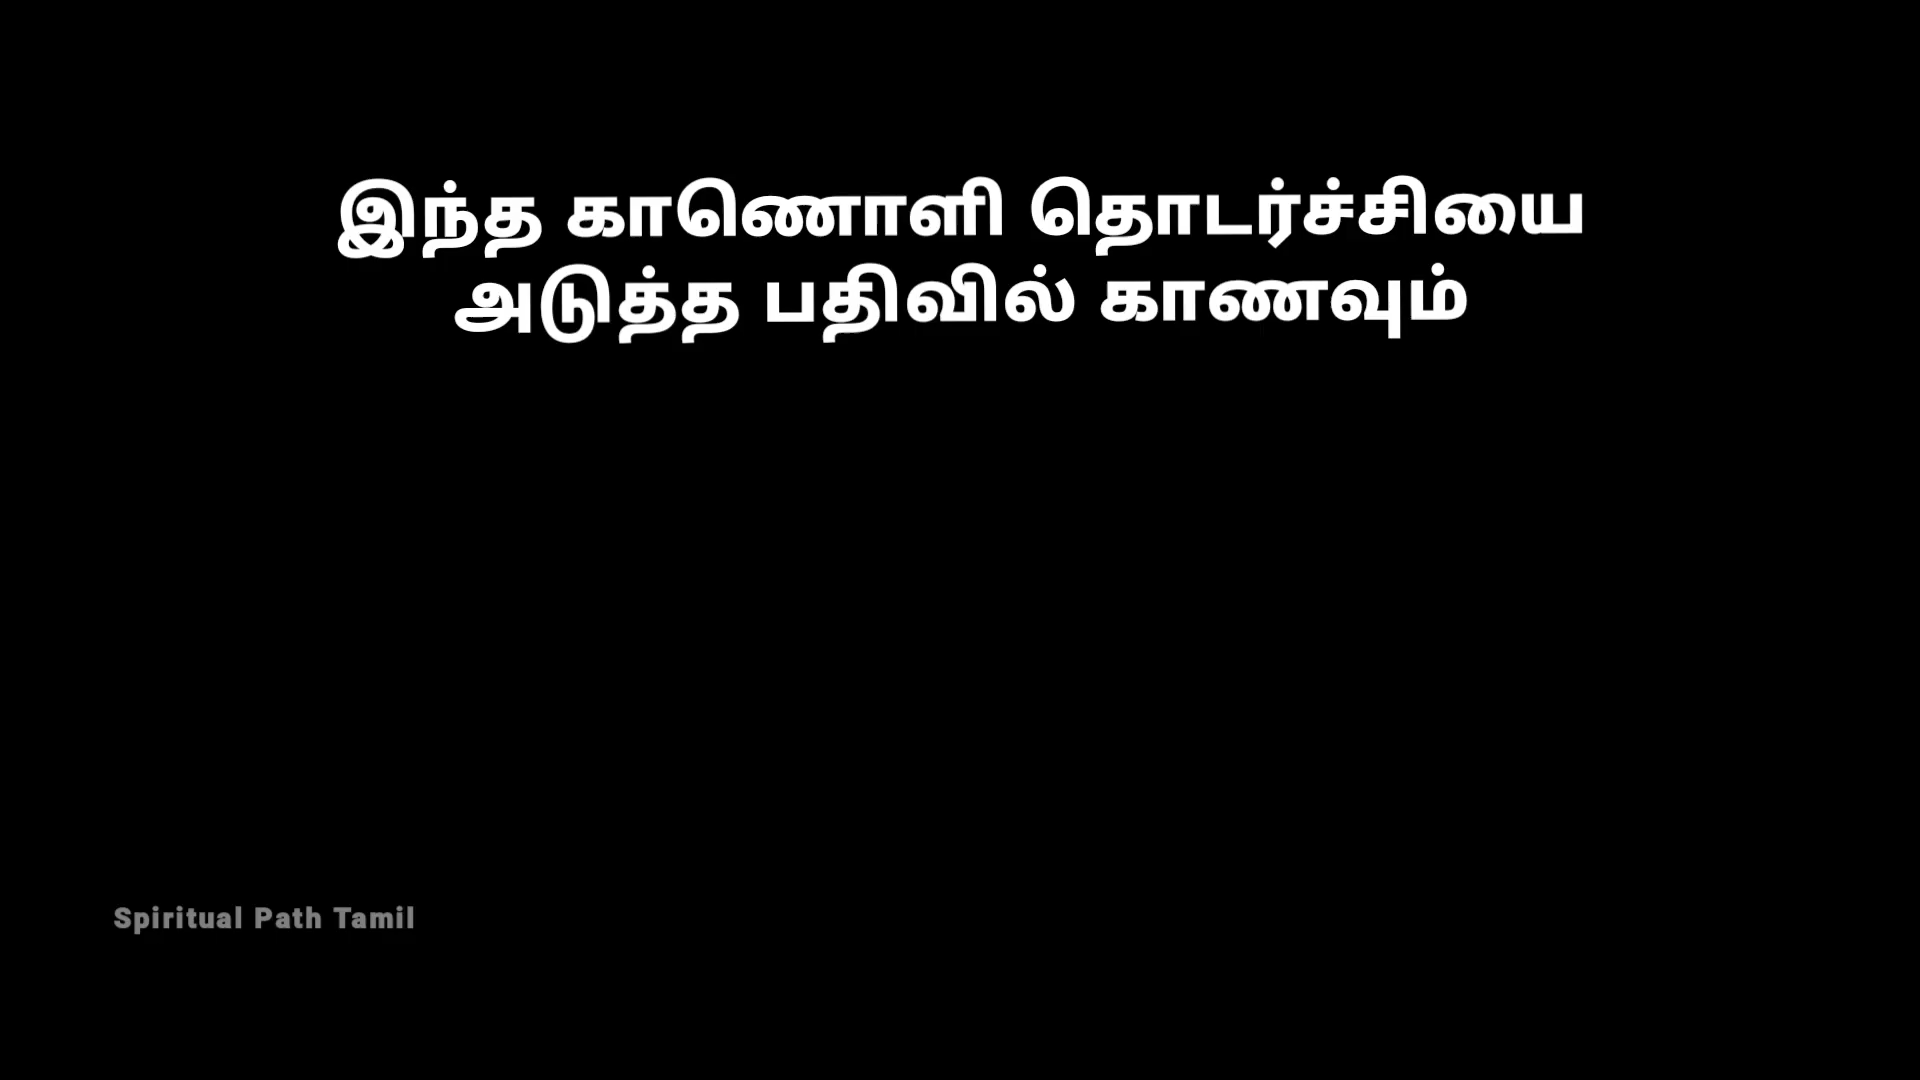 இந்த காணொளி தொடர்ச்சியை
அடுத்த பதிவில் காணவும்
Spiritual Path Tamil